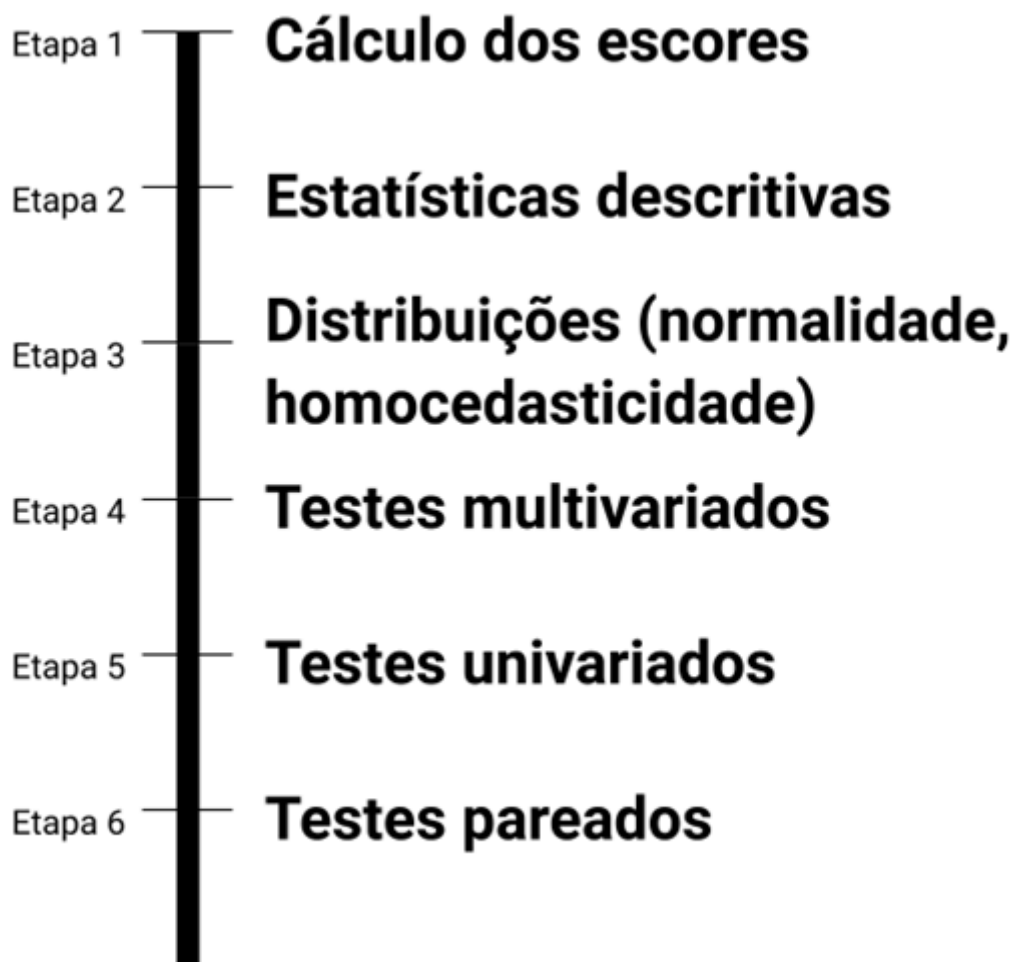 Etapa 1 Cálculo dos escores
Etapa 2 Estatísticas descritivas
Etapa 3 Distribuições (normalidade,
homocedasticidade)
Etapa 4 Testes multivariados
Etapa 5 Testes univariados
Etapa 6 Testes pareados